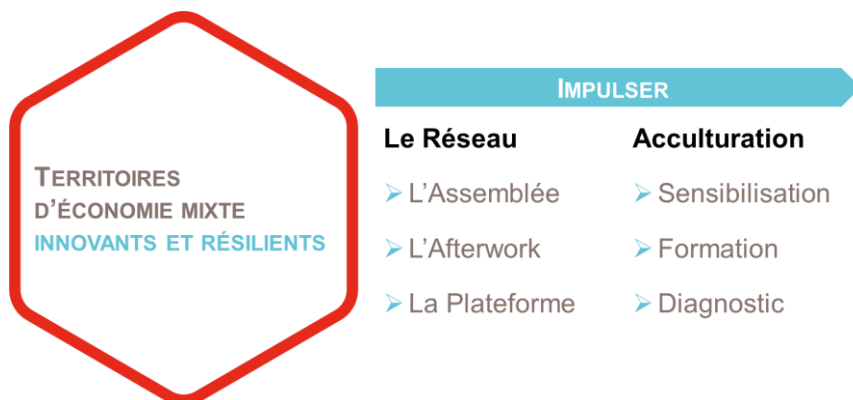 TERRITOIRES
D'ÉCONOMIE MIXTE
INNOVANTS ET RÉSILIENTS
IMPULSER
Le Réseau
L'Assemblée
L'Afterwork
La Plateforme
Acculturation
Sensibilisation
Formation
Diagnostic